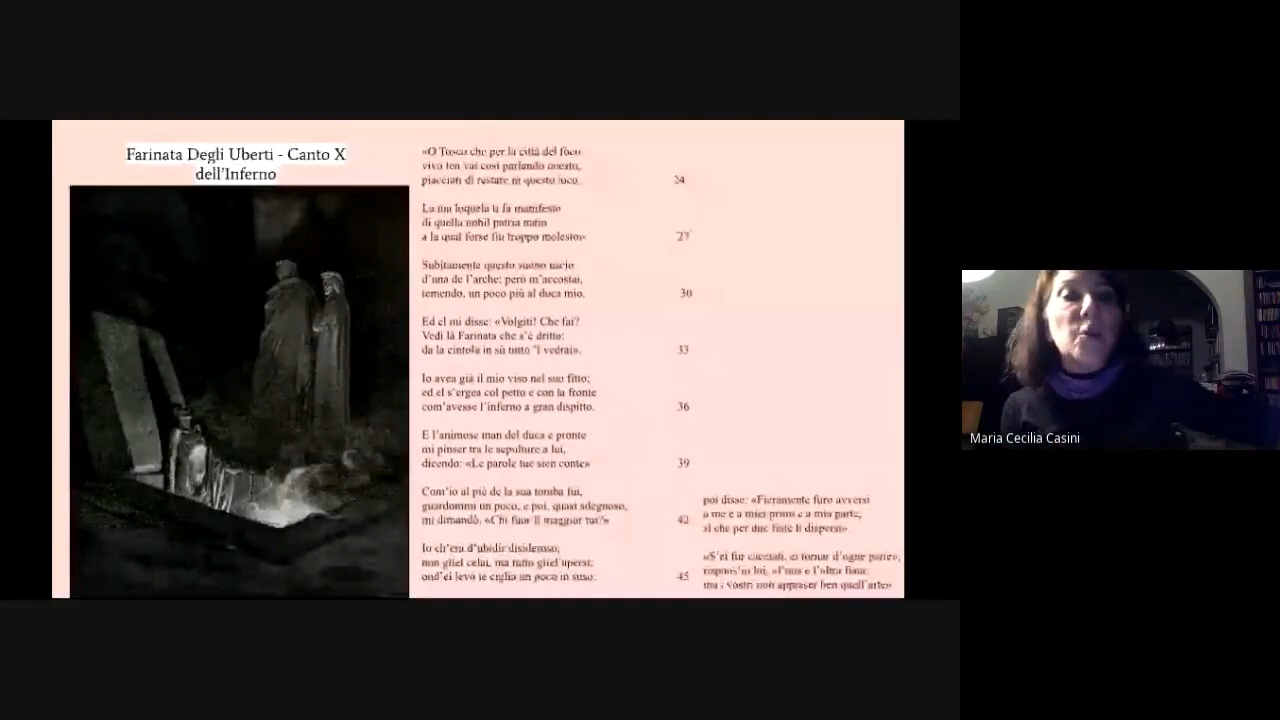 Farinata Degli Uberti - Canto X
dell'Inferno
«O Tosco che per la città del foco
vivo ten vai così parlando onesto,
piacciati di restare in questo loco.
24
La tua loquela ti fa manifesto
di quella nobil patria natio
a la qual forse fui troppo molesto»
27
Subitamente questo suono uscio
d'una de l'arche; però m'accostai,
temendo, un poco più al duca mio.
30
Ed el mi disse: «Volgiti! Che fai?
Vedi là Farinata che s'è dritto:
da la cintola in sù tutto 'l vedrai».
33
Io avea già il mio viso nel suo fitto;
ed el s'ergea col petto e con la fronte
com'avesse l'inferno a gran dispitto.
36
E l'animose man del duca e pronte
mi pinser tra le sepulture a lui,
dicendo: «Le parole tue sien conte»
39
Com'io al piè de la sua tomba fui,
guardommi un poco, e poi, quasi sdegnoso,
mi dimandò, «Chi fuor li maggior tui?»
42
Io ch'era d'ubidir disideroso,
non gliel celai, ma tutto gliel'apersi;
ond'ei levò le ciglia un poco in suso;
45
poi disse: «Fieramente furo avversi
a me e a miei primi e a mia parte,
sì che per due fiate li dispersi»
«S'ei fur cacciati, ei tornar d'ogne parte»,
rispuos'io lui, «l'una e l'altra fiata;
ma i vostri non appreser ben quell'arte»
Maria Cecilia Casini